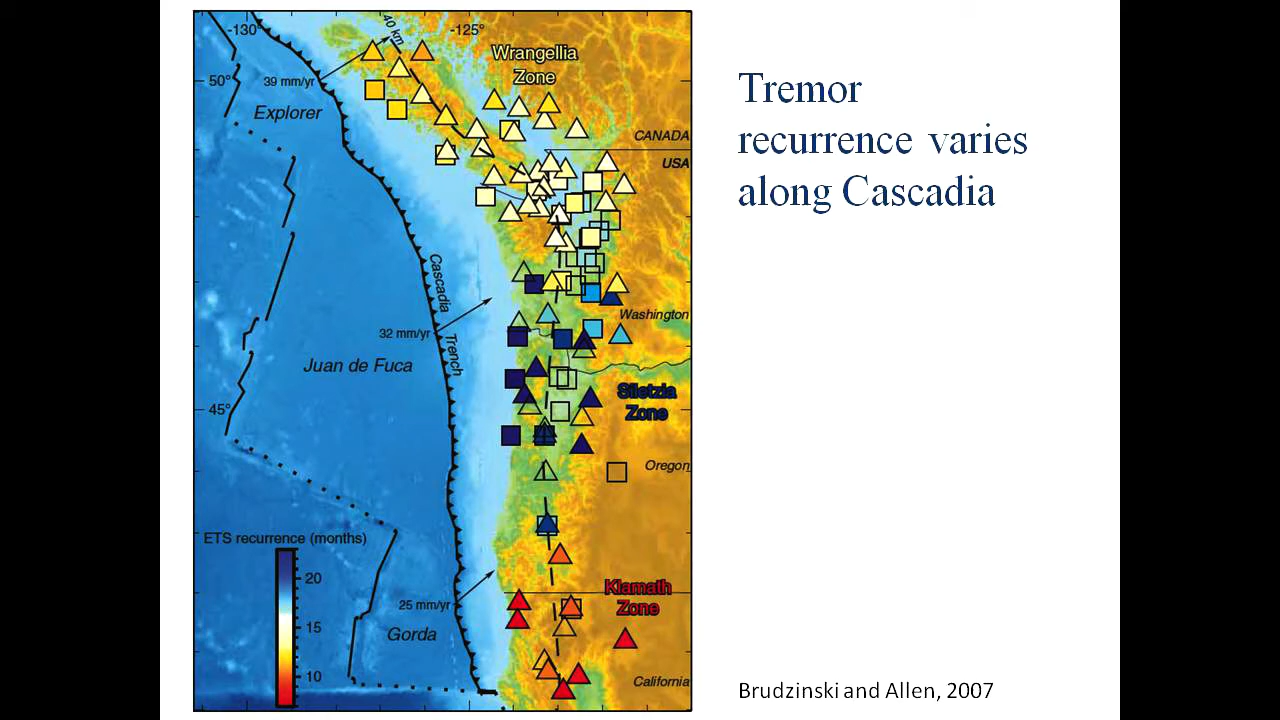 -130°
40 km
-125°
Wrangellia
Zone
50°
39 mm/yr
Explorer
CANADA
USA
Cascadia
Trench
32 mm/yr
Washington
Juan de Fuca
Siletzia
Zone
45°
Oregon
ETS recurrence (months)
20
15
10
25 mm/yr
Gorda
Klamath
Zone
California
Tremor
recurrence varies
along Cascadia
Brudzinski and Allen, 2007